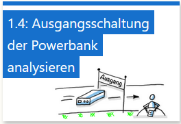 1.4: Ausgangsschaltung
der Powerbank
analysieren
Ausgang